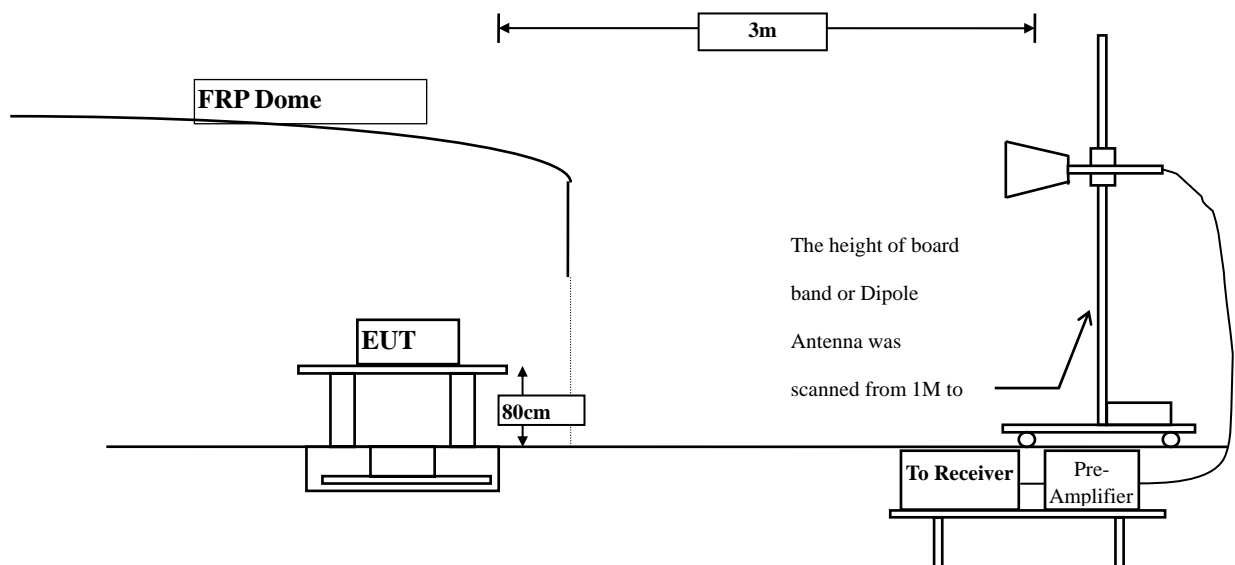 3m
FRP Dome
The height of board
band or Dipole
Antenna was
scanned from 1M to
EUT
80cm
To Receiver
Pre-
Amplifier